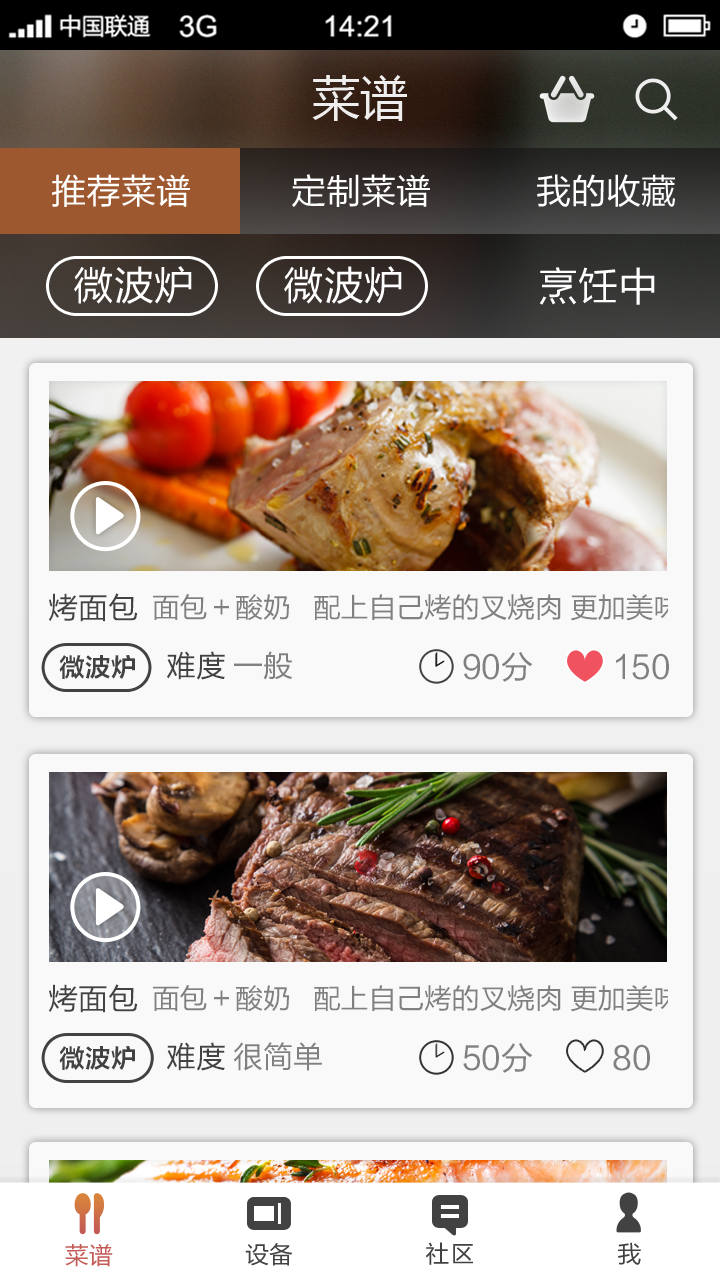 中国联通 3G 14:21
菜谱
推荐菜谱 定制菜谱 我的收藏
微波炉 微波炉 烹饪中
烤面包 面包+酸奶 配上自己烤的叉烧肉 更加美味
微波炉 难度 一般 90分 150
烤面包 面包+酸奶 配上自己烤的叉烧肉 更加美味
微波炉 难度 很简单 50分 80
菜谱 设备 社区 我